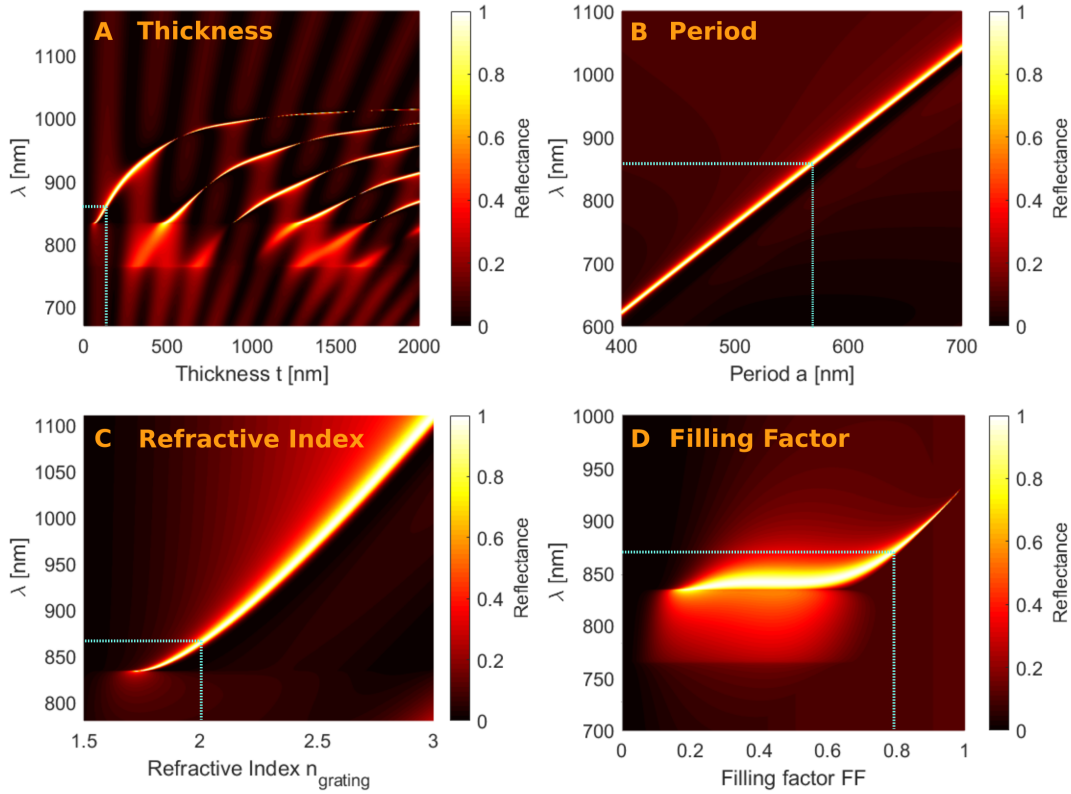 A Thickness
1100
1000
900
800
700
λ [nm]
0 500 1000 1500 2000
Thickness t [nm]
1
0.8
0.6
0.4
0.2
0
Reflectance
B Period
1100
1000
900
800
700
600
λ [nm]
400 500 600 700
Period a [nm]
1
0.8
0.6
0.4
0.2
0
Reflectance
C Refractive Index
1100
1050
1000
950
900
850
800
λ [nm]
1.5 2 2.5 3
Refractive Index n_grating
1
0.8
0.6
0.4
0.2
0
Reflectance
D Filling Factor
1000
950
900
850
800
750
700
λ [nm]
0 0.2 0.4 0.6 0.8 1
Filling factor FF
1
0.8
0.6
0.4
0.2
0
Reflectance